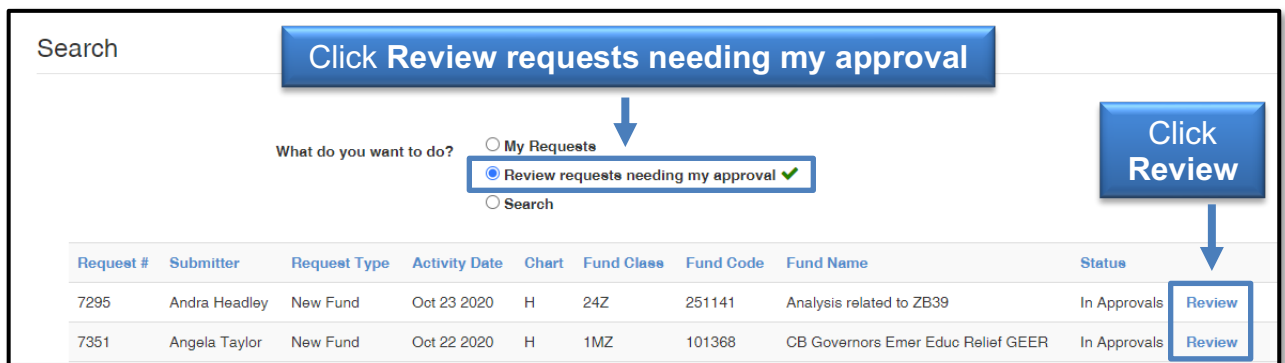 Search
Click Review requests needing my approval
Click
Review
What do you want to do?
My Requests
Review requests needing my approval
Search
Request # Submitter Request Type Activity Date Chart Fund Class Fund Code Fund Name Status
7295 Andra Headley New Fund Oct 23 2020 H 24Z 251141 Analysis related to ZB39 In Approvals Review
7351 Angela Taylor New Fund Oct 22 2020 H 1MZ 101368 CB Governors Emer Educ Relief GEER In Approvals Review